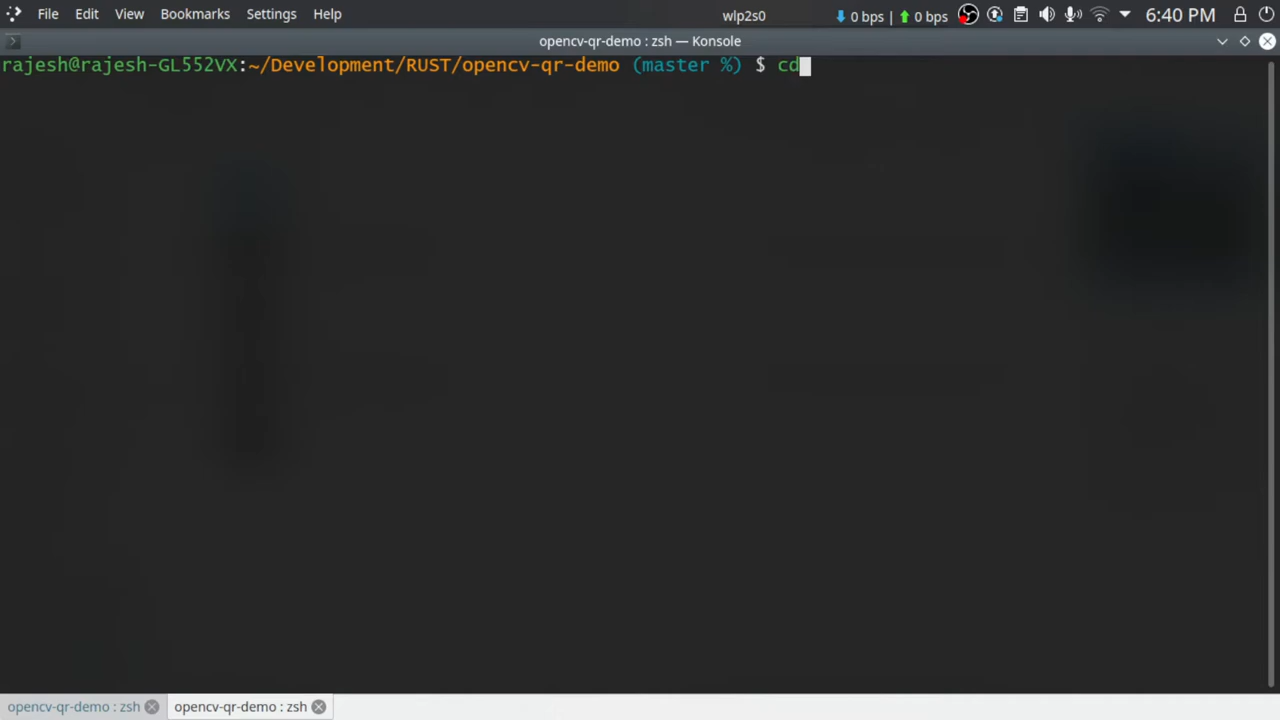 File Edit View Bookmarks Settings Help wlp2s0 0 bps | 0 bps 6:40 PM
opencv-qr-demo : zsh — Konsole
rajesh@rajesh-GL552VX:~/Development/RUST/opencv-qr-demo (master %) $ cd
opencv-qr-demo : zsh opencv-qr-demo : zsh